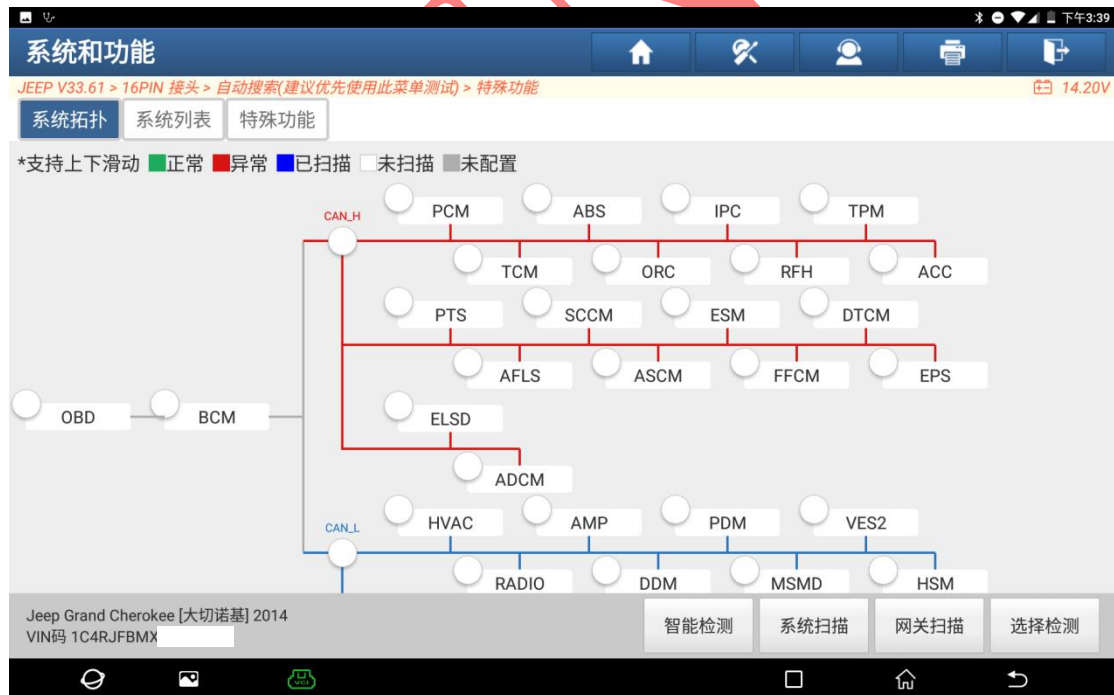 下午3:39
系统和功能
JEEP V33.61 > 16PIN 接头 > 自动搜索(建议优先使用此菜单测试) > 特殊功能
14.20V
系统拓扑 系统列表 特殊功能
*支持上下滑动 正常 异常 已扫描 未扫描 未配置
CAN_H
PCM ABS IPC TPM
TCM ORC RFH ACC
PTS SCCM ESM DTCM
AFLS ASCM FFCM EPS
OBD BCM
ELSD
ADCM
CAN_L
HVAC AMP PDM VES2
RADIO DDM MSMD HSM
Jeep Grand Cherokee [大切诺基] 2014
VIN码 1C4RJFBMX
智能检测 系统扫描 网关扫描 选择检测
VCI